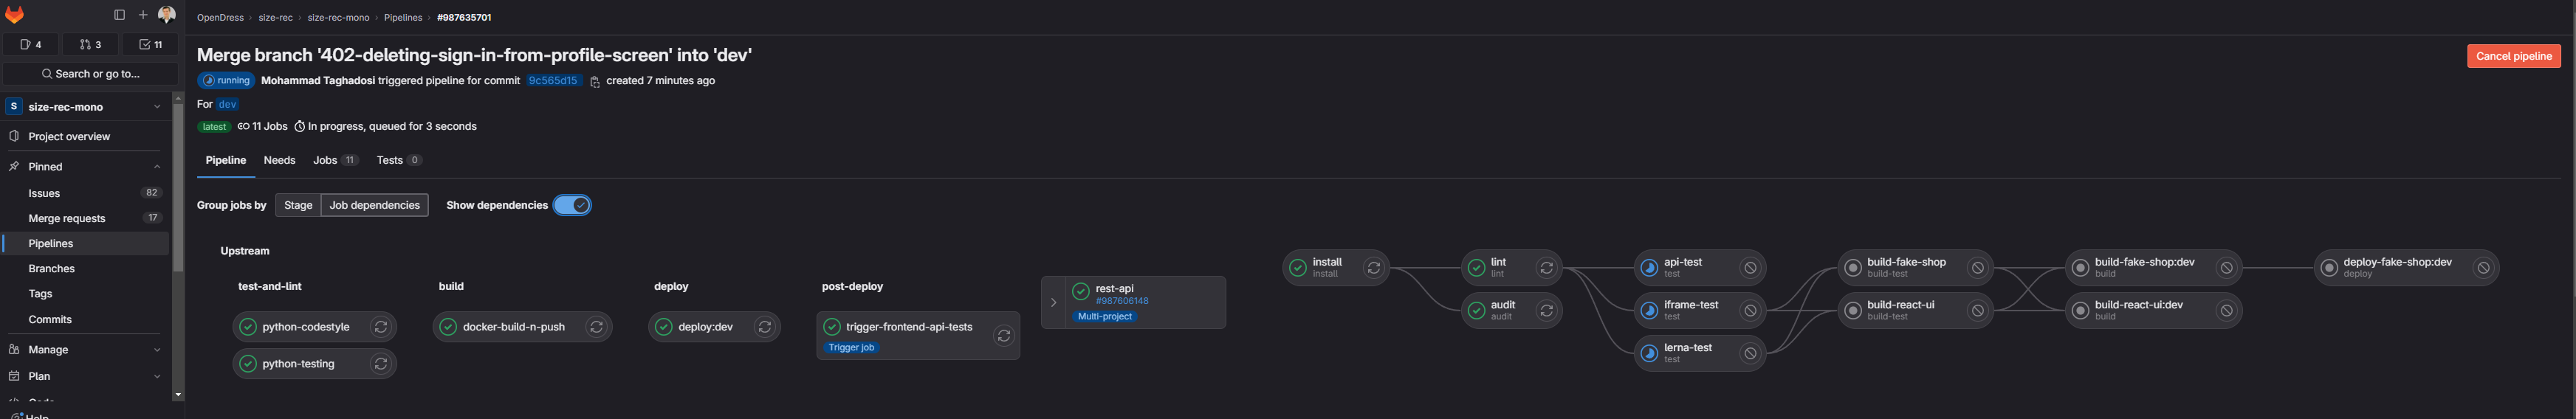 OpenDress › size-rec › size-rec-mono › Pipelines › #987635701
4 3 11
Search or go to...
S size-rec-mono
Project overview
Pinned
Issues 82
Merge requests 17
Pipelines
Branches
Tags
Commits
Manage
Plan
Code
Help
Merge branch '402-deleting-sign-in-from-profile-screen' into 'dev'
Cancel pipeline
running Mohammad Taghadosi triggered pipeline for commit 9c565d15 created 7 minutes ago
For dev
latest 11 Jobs In progress, queued for 3 seconds
Pipeline Needs Jobs 11 Tests 0
Group jobs by Stage Job dependencies Show dependencies
Upstream
test-and-lint
python-codestyle
python-testing
build
docker-build-n-push
deploy
deploy:dev
post-deploy
trigger-frontend-api-tests
Trigger job
rest-api
#987606148
Multi-project
install
install
lint
lint
audit
audit
api-test
test
iframe-test
test
lerna-test
test
build-fake-shop
build-test
build-react-ui
build-test
build-fake-shop:dev
build
build-react-ui:dev
build
deploy-fake-shop:dev
deploy